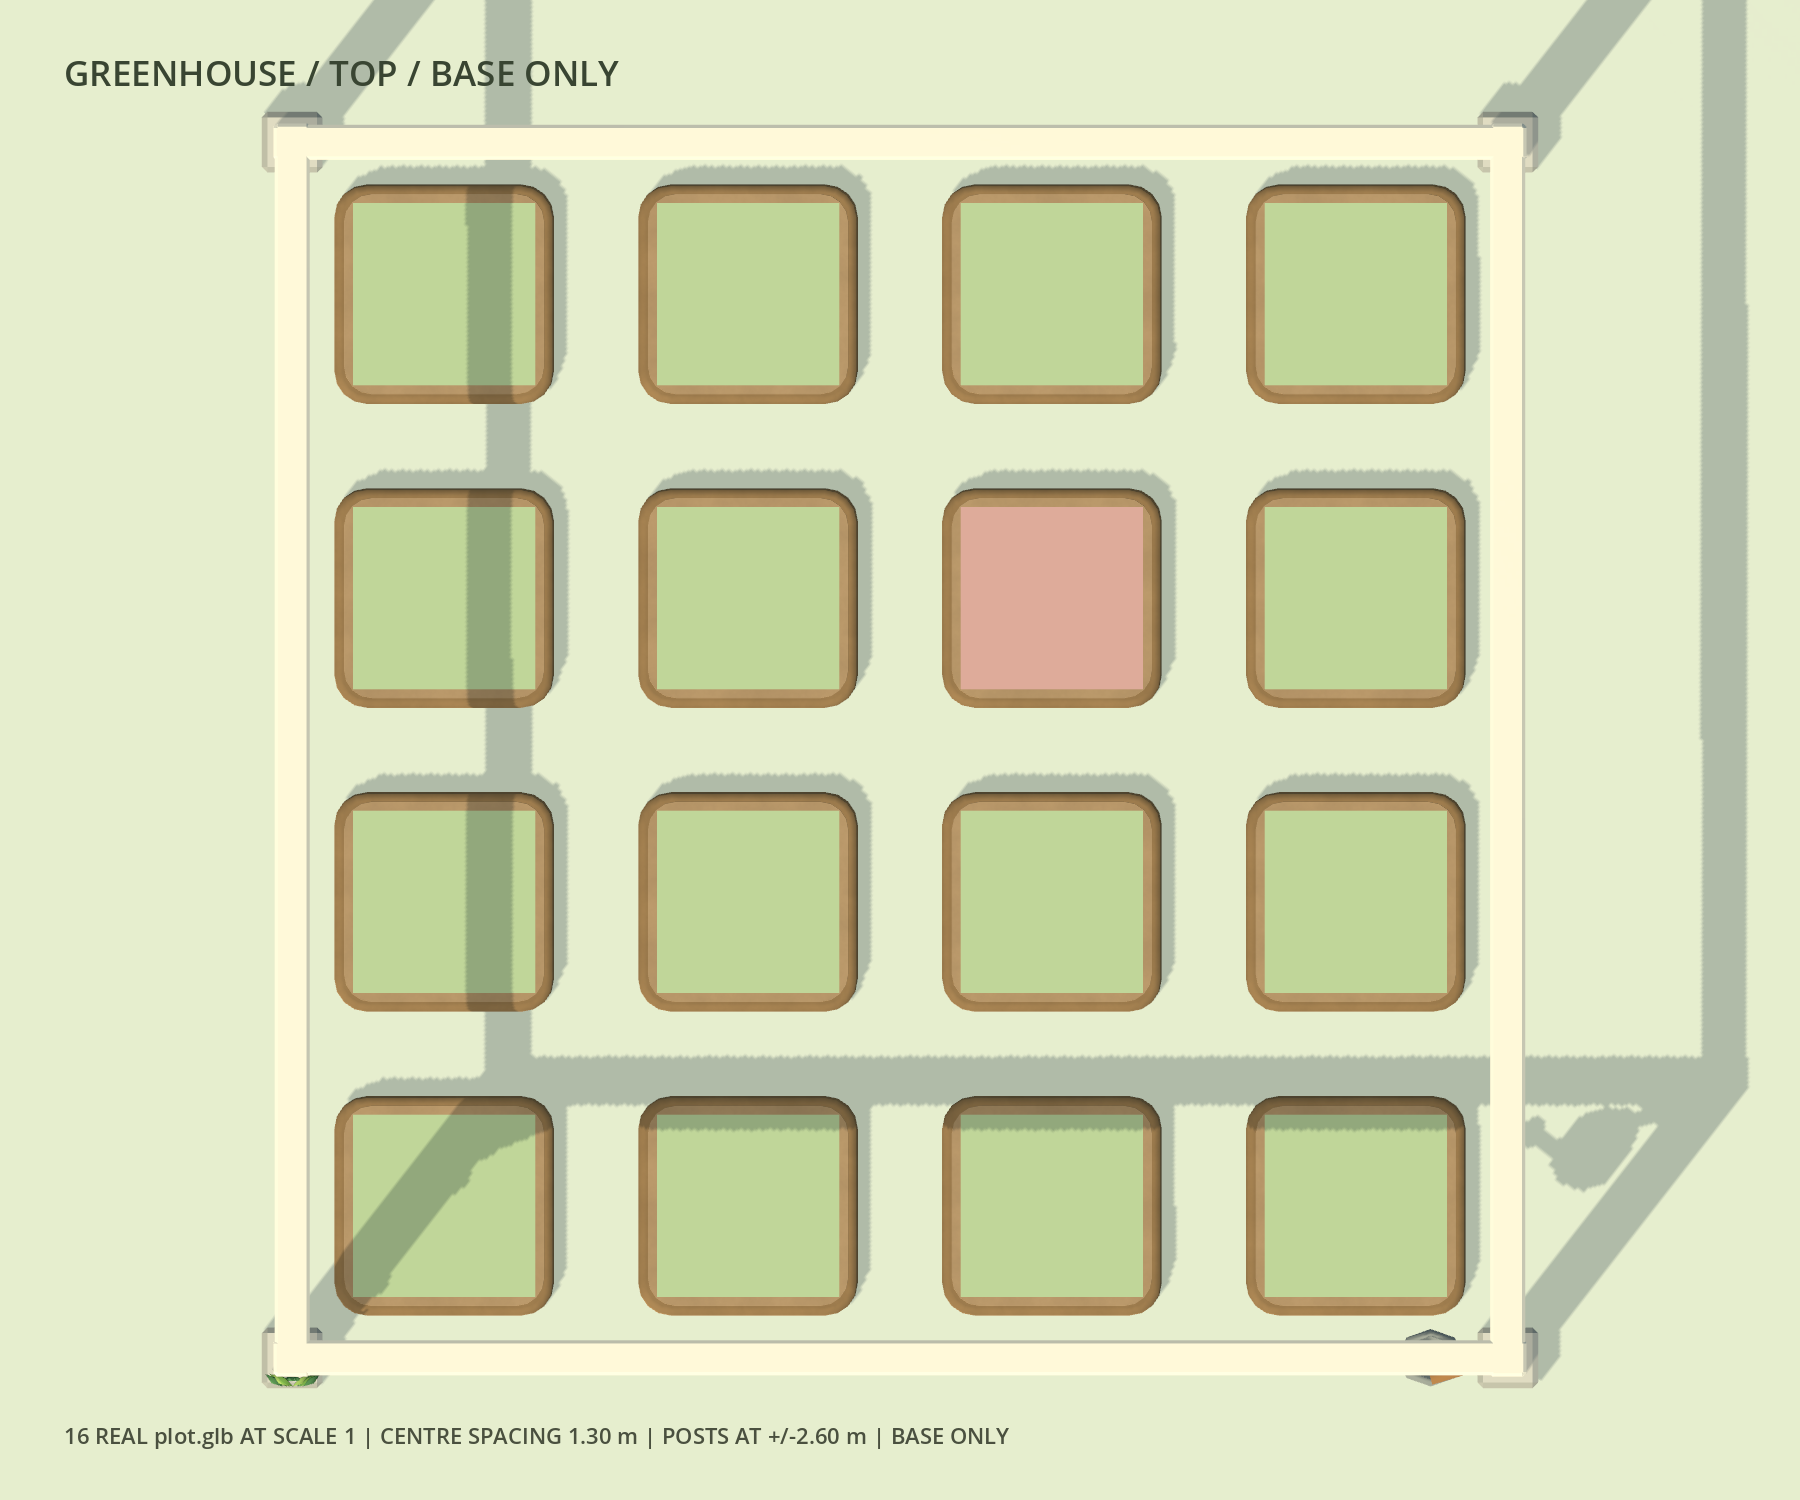 GREENHOUSE / TOP / BASE ONLY
16 REAL plot.glb AT SCALE 1 | CENTRE SPACING 1.30 m | POSTS AT +/-2.60 m | BASE ONLY